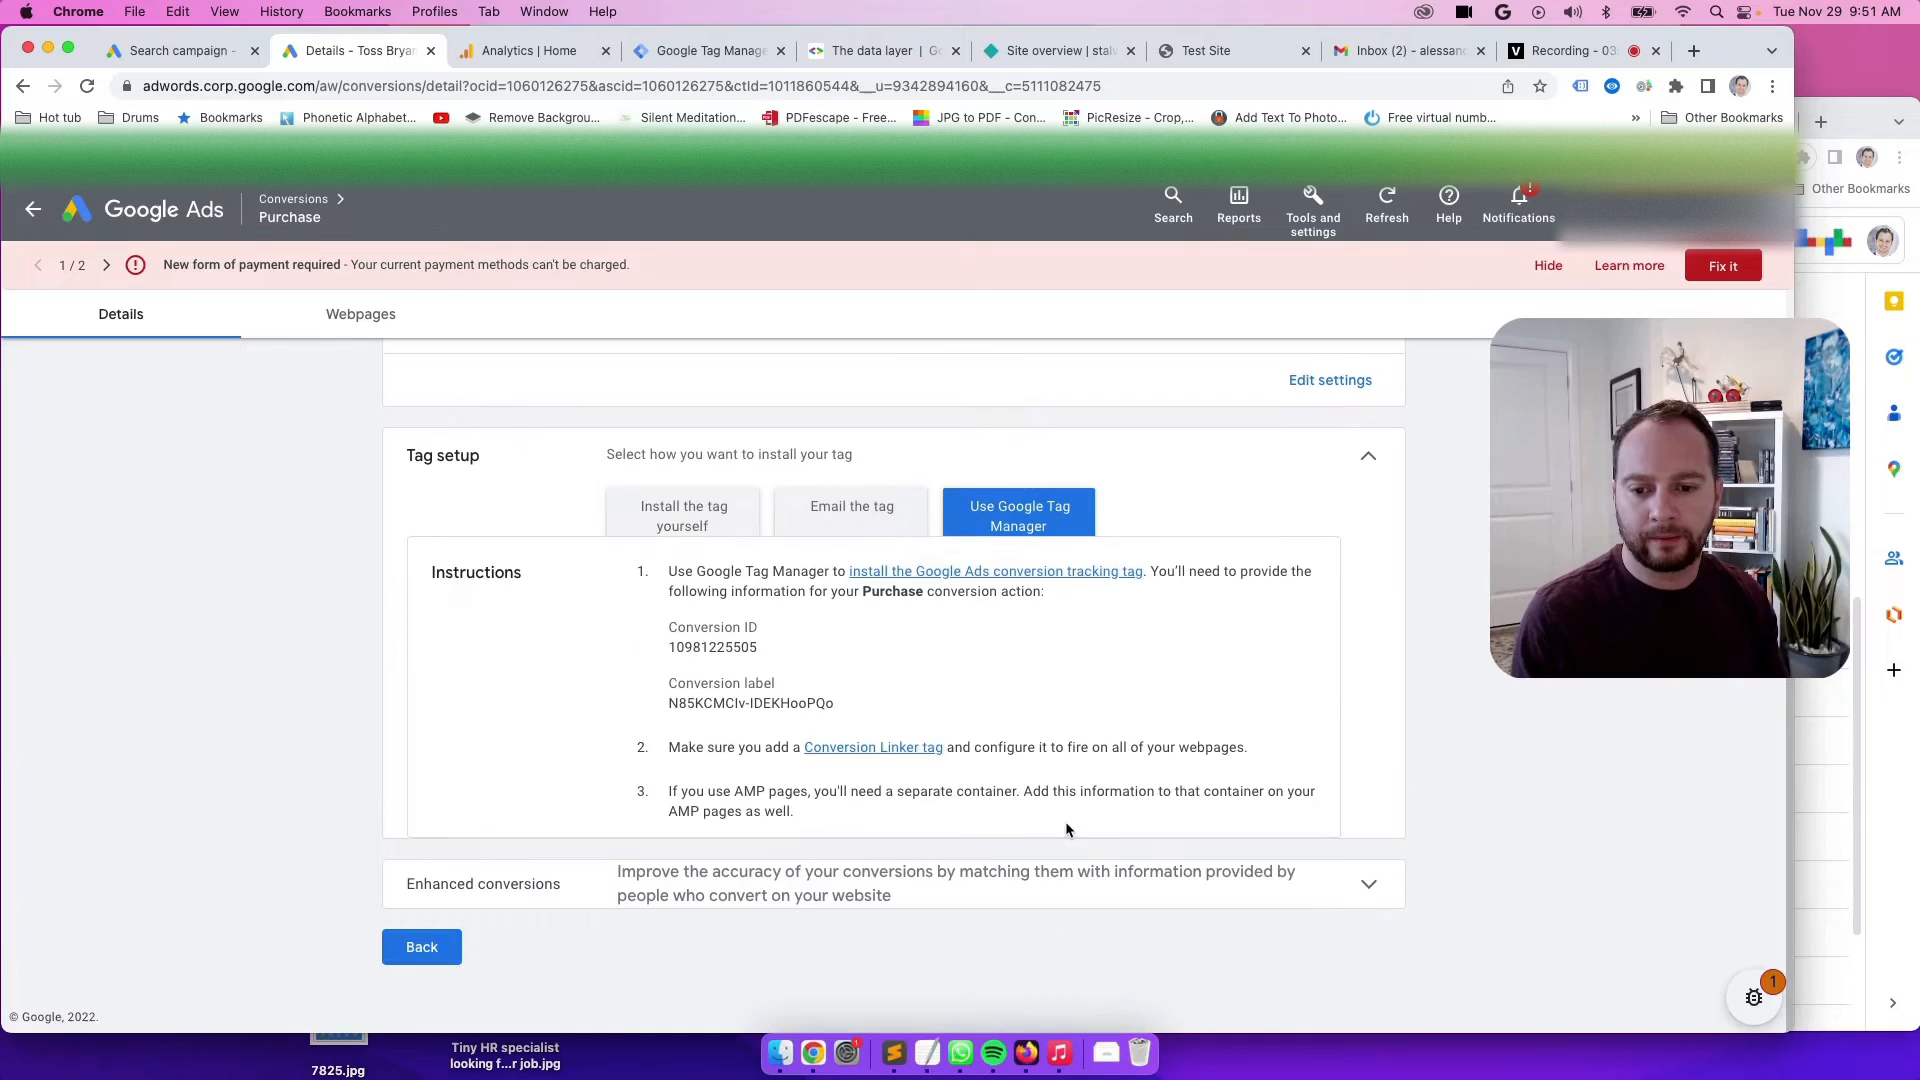 Chrome File Edit View History Bookmarks Profiles Tab Window Help Tue Nov 29 9:51 AM
Search campaign - Details - Toss Bryan Analytics | Home Google Tag Manage The data layer | Go Site overview | stalv Test Site Inbox (2) - alessan Recording - 03:
adwords.corp.google.com/aw/conversions/detail?ocid=1060126275&ascid=1060126275&ctId=1011860544&__u=9342894160&__c=5111082475
Hot tub Drums Bookmarks Phonetic Alphabet... Remove Backgrou... Silent Meditation... PDFescape - Free... JPG to PDF - Con... PicResize - Crop,... Add Text To Photo... Free virtual numb... » Other Bookmarks
Other Bookmarks
Google Ads
Conversions
Purchase
Search Reports Tools and settings Refresh Help Notifications
1 / 2 New form of payment required - Your current payment methods can't be charged. Hide Learn more Fix it
Details Webpages
Edit settings
Tag setup Select how you want to install your tag
Install the tag yourself
Email the tag
Use Google Tag Manager
Instructions
1. Use Google Tag Manager to install the Google Ads conversion tracking tag. You'll need to provide the
following information for your Purchase conversion action:
Conversion ID
10981225505
Conversion label
N85KCMCIv-IDEKHooPQo
2. Make sure you add a Conversion Linker tag and configure it to fire on all of your webpages.
3. If you use AMP pages, you'll need a separate container. Add this information to that container on your
AMP pages as well.
Enhanced conversions
Improve the accuracy of your conversions by matching them with information provided by
people who convert on your website
Back
1
© Google, 2022.
7825.jpg
Tiny HR specialist
looking f...r job.jpg